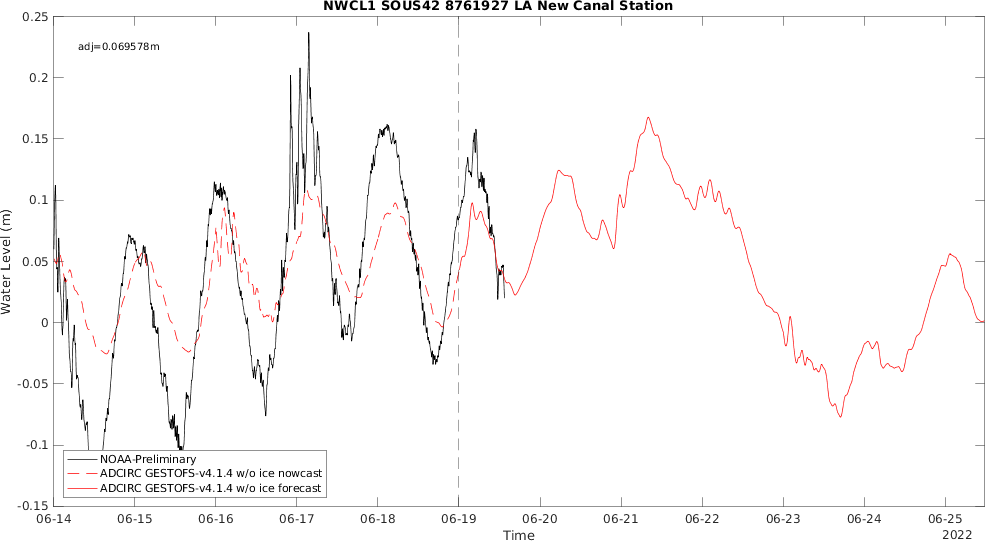 NWCL1 SOUS42 8761927 LA New Canal Station
adj=0.069578m
Water Level (m)
0.25
0.2
0.15
0.1
0.05
0
-0.05
-0.1
-0.15
NOAA-Preliminary
ADCIRC GESTOFS-v4.1.4 w/o ice nowcast
ADCIRC GESTOFS-v4.1.4 w/o ice forecast
06-14 06-15 06-16 06-17 06-18 06-19 06-20 06-21 06-22 06-23 06-24 06-25
Time
2022